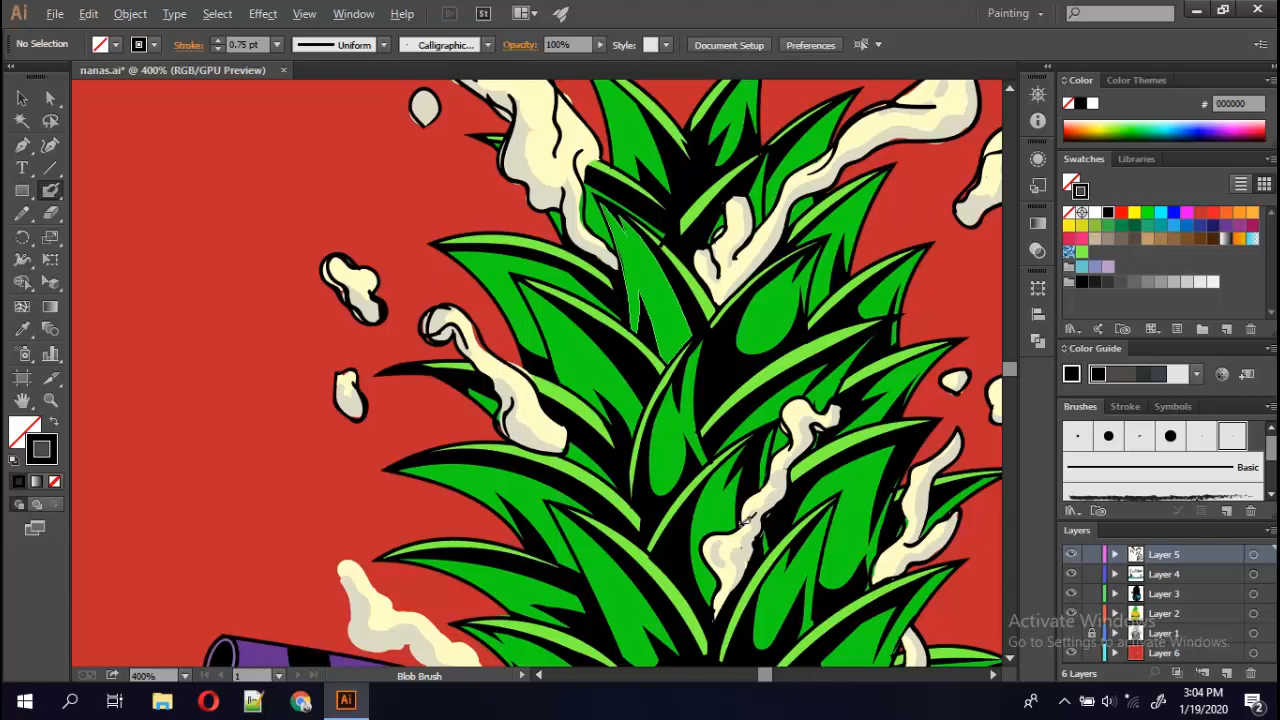 Ai File Edit Object Type Select Effect View Window Help Br St Painting
No Selection Stroke: 0.75 pt Uniform Calligraphic... Opacity: 100% Style: Document Setup Preferences
nanas.ai* @ 400% (RGB/GPU Preview)
Color Color Themes
# 000000
Swatches Libraries
Color Guide
Brushes Stroke Symbols
Basic
Layers
Layer 5
Layer 4
Layer 3
Layer 2
Layer 1
Layer 6
Activate Windows
Go to Settings to activate Windows.
400% 1 Blob Brush 6 Layers
Ai 3:04 PM
1/19/2020 2